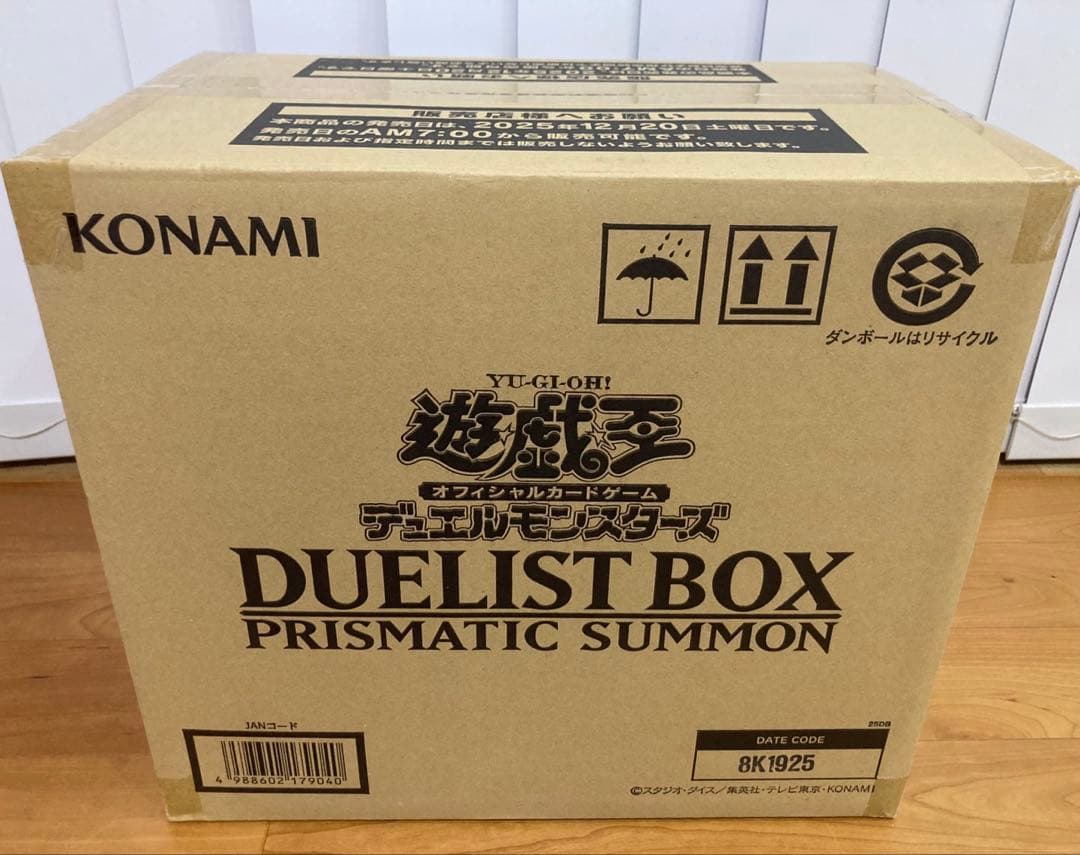 販売店様へお願い
本商品の発売日は、2025年12月20日土曜日です。
発売日のAM7:00から販売可能です。
発売日および指定時間までは販売しないようお願い致します。
KONAMI
ダンボールはリサイクル
YU-GI-OH!
遊戯王
オフィシャルカードゲーム
デュエルモンスターズ
DUELIST BOX
PRISMATIC SUMMON
JANコード
4 988602 179040
25DB
DATE CODE
8K1925
©スタジオ・ダイス/集英社・テレビ東京・KONAMI